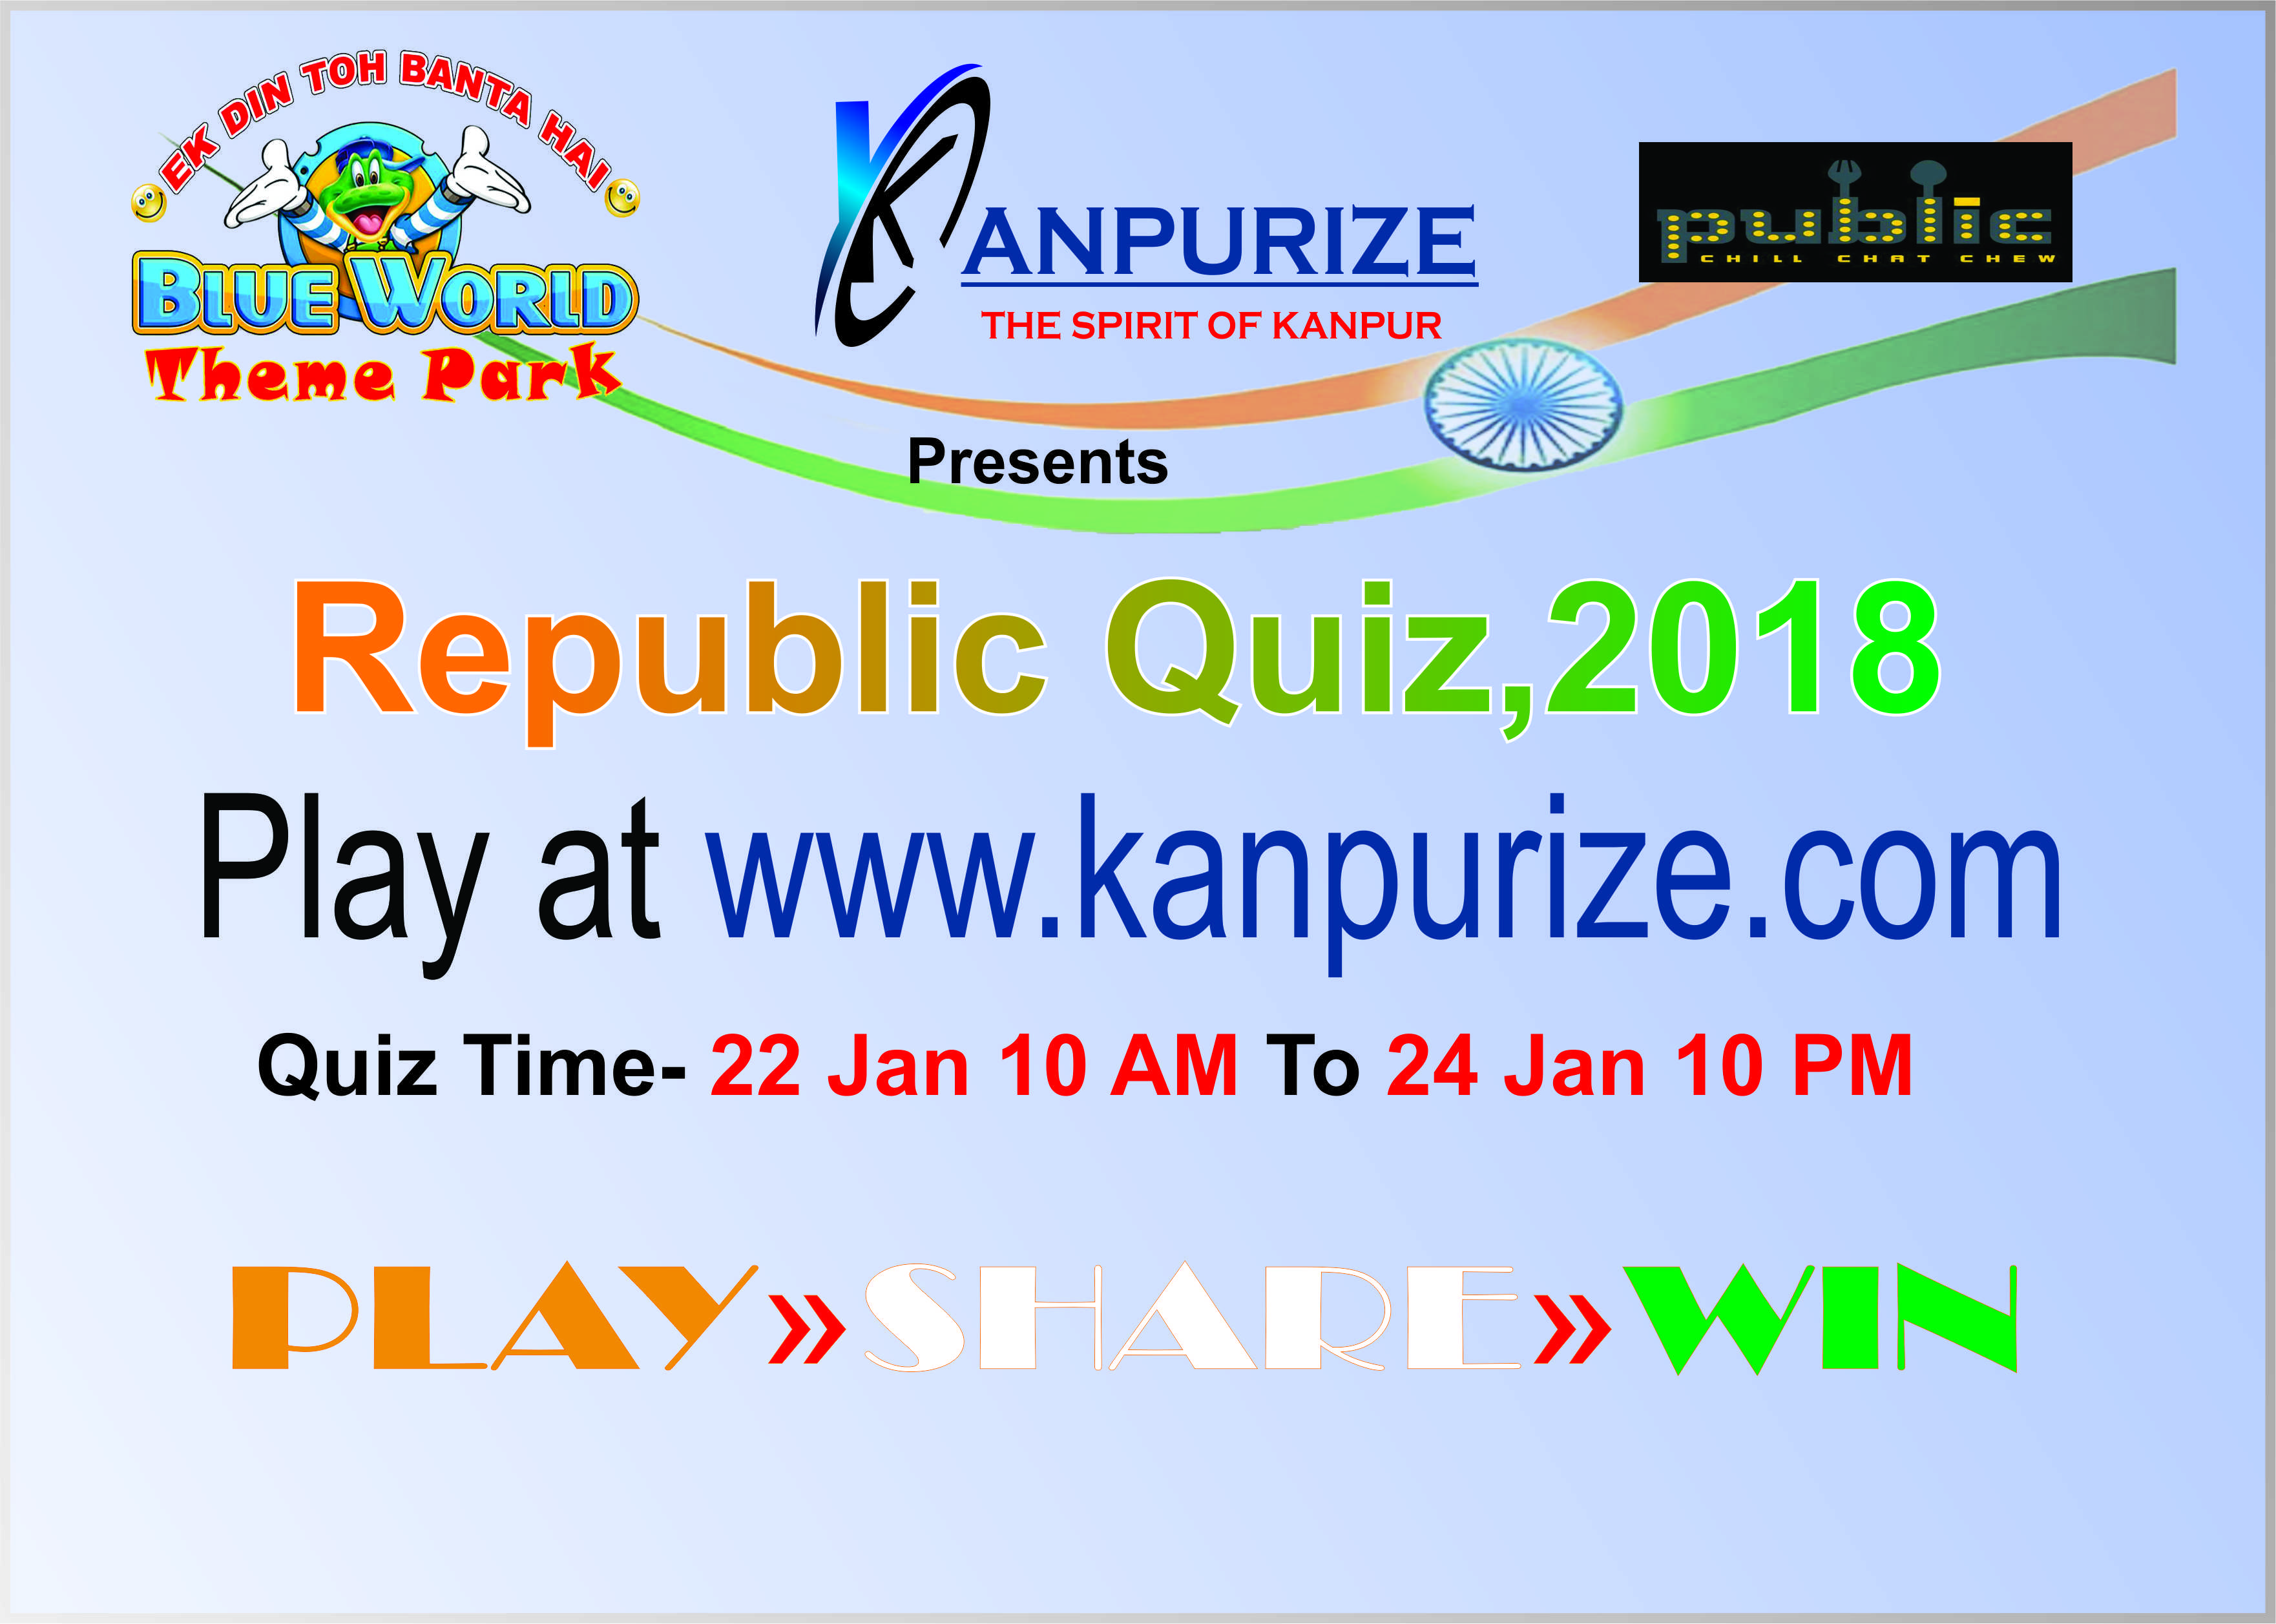 EK DIN TOH BANTA HAI
BLUE WORLD
Theme Park
KANPURIZE
THE SPIRIT OF KANPUR
public
CHILL CHAT CHEW
Presents
Republic Quiz,2018
Play at www.kanpurize.com
Quiz Time- 22 Jan 10 AM To 24 Jan 10 PM
PLAY»SHARE»WIN